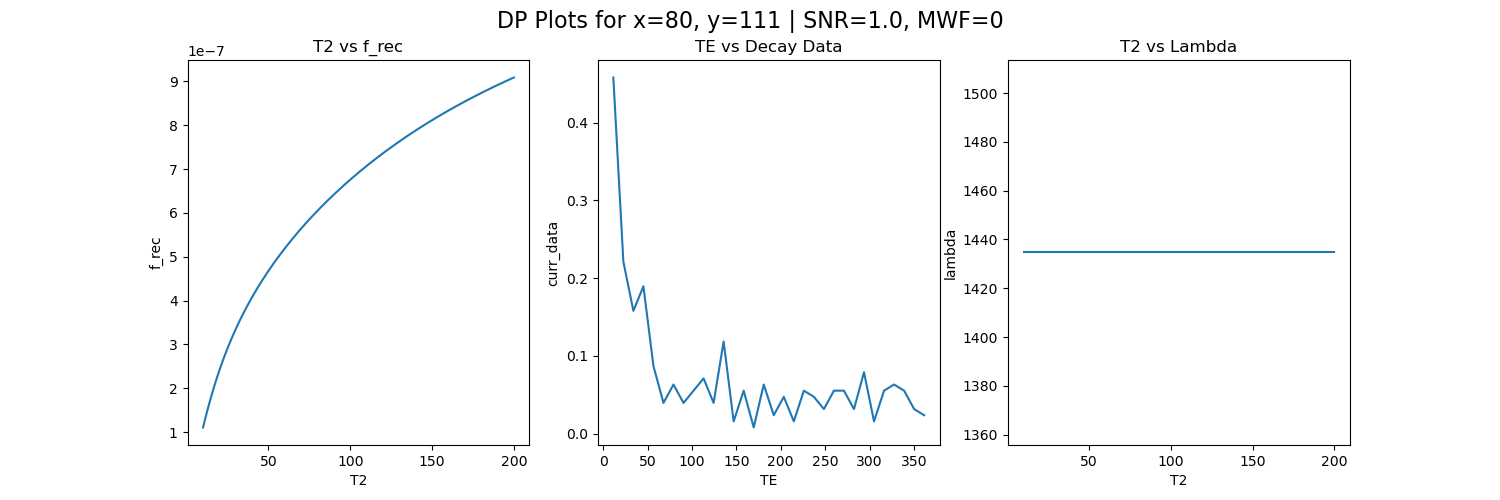 DP Plots for x=80, y=111 | SNR=1.0, MWF=0
T2 vs f_rec
1e−7
9
8
7
6
5
4
3
2
1
f_rec
50 100 150 200
T2
TE vs Decay Data
0.4
0.3
0.2
0.1
0.0
curr_data
0 50 100 150 200 250 300 350
TE
T2 vs Lambda
1500
1480
1460
1440
1420
1400
1380
1360
lambda
50 100 150 200
T2